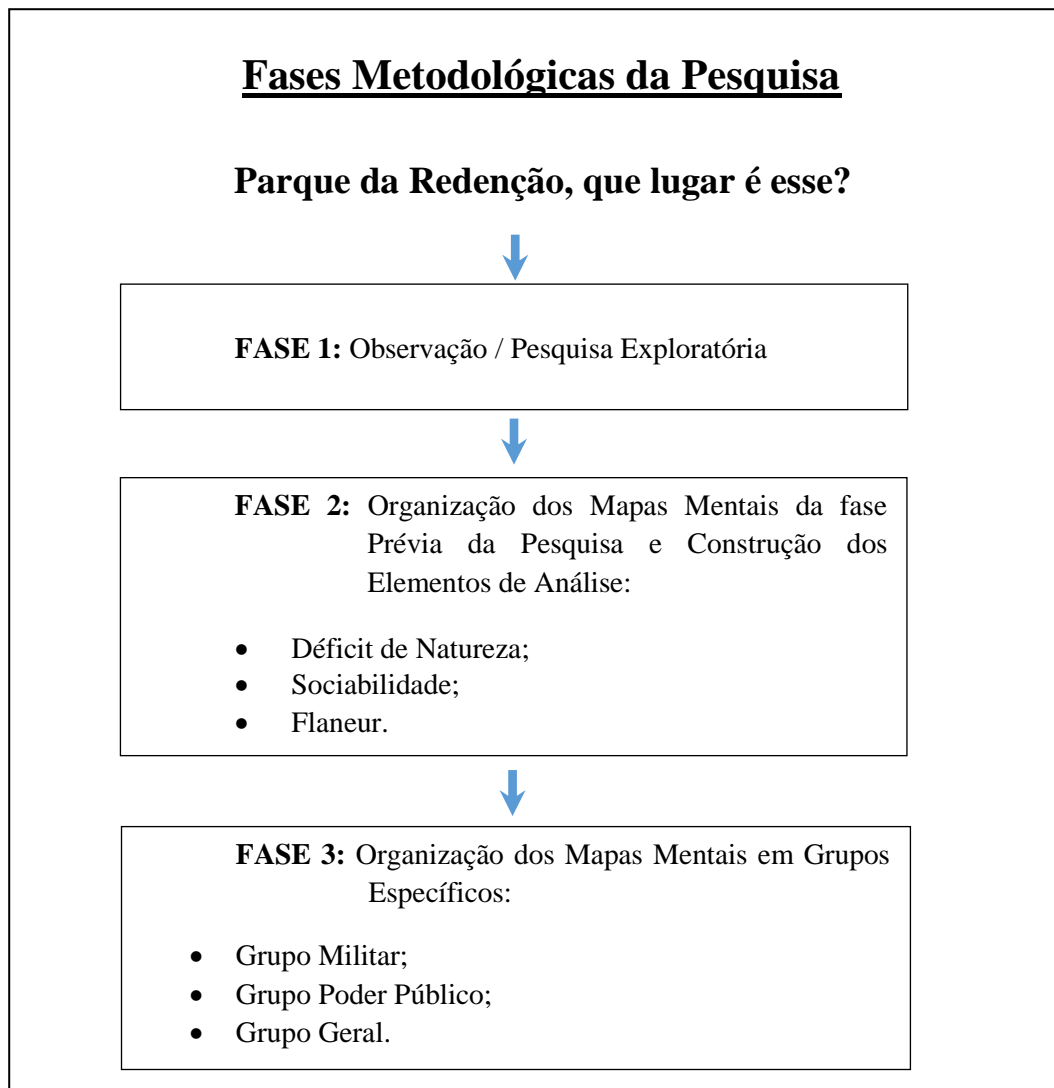 Fases Metodológicas da Pesquisa
Parque da Redenção, que lugar é esse?
FASE 1: Observação / Pesquisa Exploratória
FASE 2: Organização dos Mapas Mentais da fase
Prévia da Pesquisa e Construção dos
Elementos de Análise:
• Déficit de Natureza;
• Sociabilidade;
• Flaneur.
FASE 3: Organização dos Mapas Mentais em Grupos
Específicos:
• Grupo Militar;
• Grupo Poder Público;
• Grupo Geral.